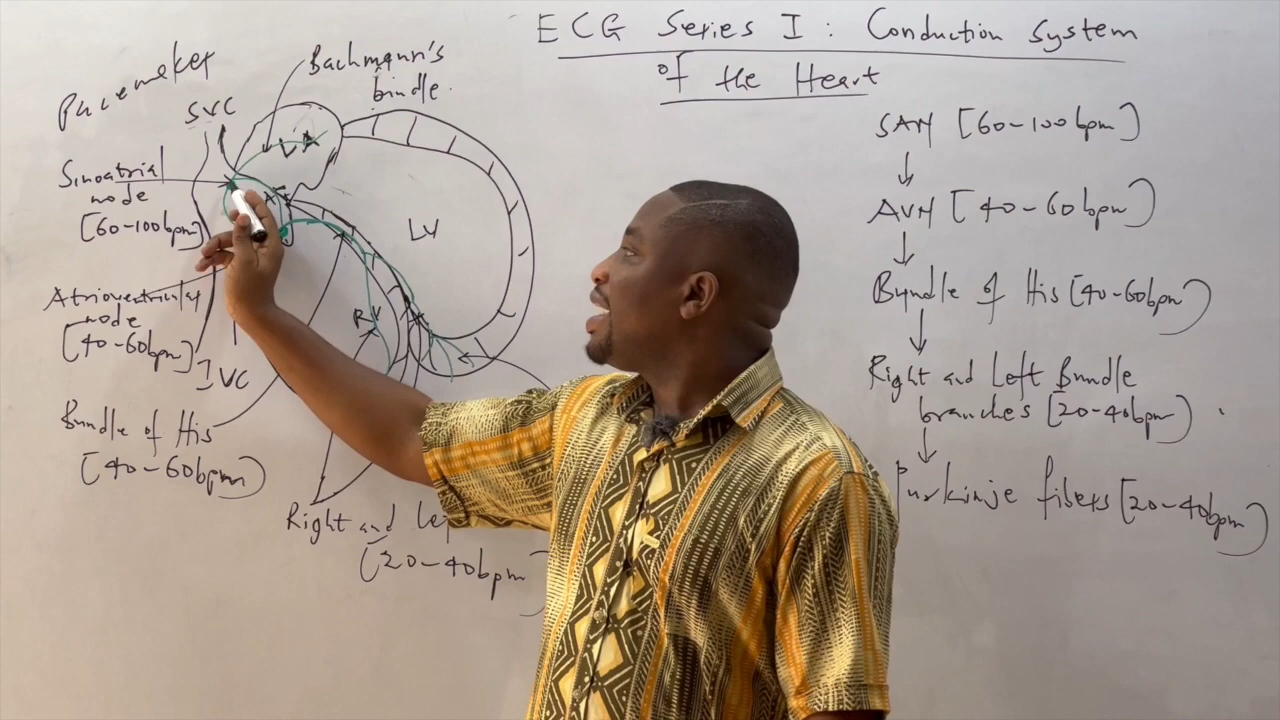 ECG Series I: Conduction System
of the Heart
Pacemaker
Bachmann's
bundle.
SVC
LA
Sinoatrial
node
[60-100bpm]
LV
Atrioventricular
node
[40-60bpm]
RV
IVC
Bundle of His
[40-60bpm)
Right and Lef
[20-40bpm
SAN [60-100bpm]
AVN [40-60bpm]
Bundle of His [40-60bpm)
Right and Left Bundle
branches [20-40bpm)
Purkinje fibers [20-40bpm)